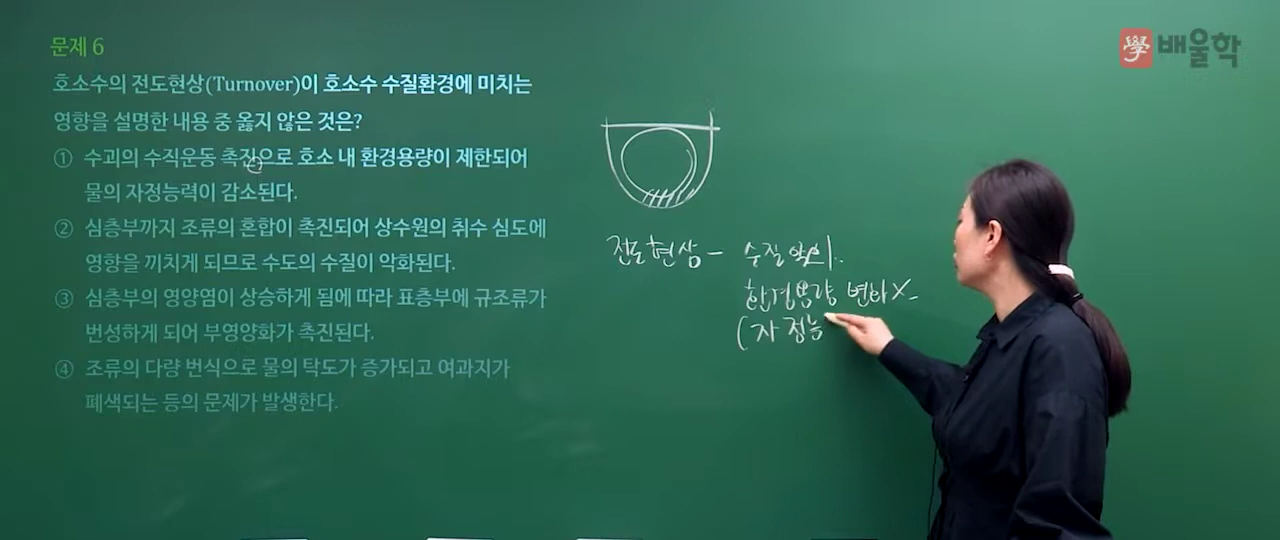 學 배울학
문제 6
호소수의 전도현상(Turnover)이 호소수 수질환경에 미치는
영향을 설명한 내용 중 옳지 않은 것은?
① 수괴의 수직운동 촉진으로 호소 내 환경용량이 제한되어
물의 자정능력이 감소된다.
② 심층부까지 조류의 혼합이 촉진되어 상수원의 취수 심도에
영향을 끼치게 되므로 수도의 수질이 악화된다.
③ 심층부의 영양염이 상승하게 됨에 따라 표층부에 규조류가
번성하게 되어 부영양화가 촉진된다.
④ 조류의 다량 번식으로 물의 탁도가 증가되고 여과지가
폐색되는 등의 문제가 발생한다.
전도현상 - 수질악화..
환경용량 변화 X
(자정능